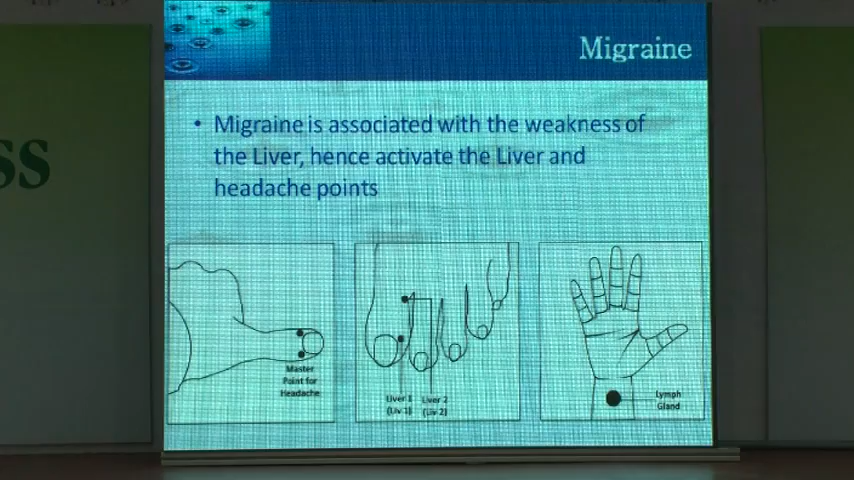 ss
Migraine
• Migraine is associated with the weakness of
the Liver, hence activate the Liver and
headache points
Master
Point for
Headache
Liver 1
(Liv 1)
Liver 2
(Liv 2)
Lymph
Gland